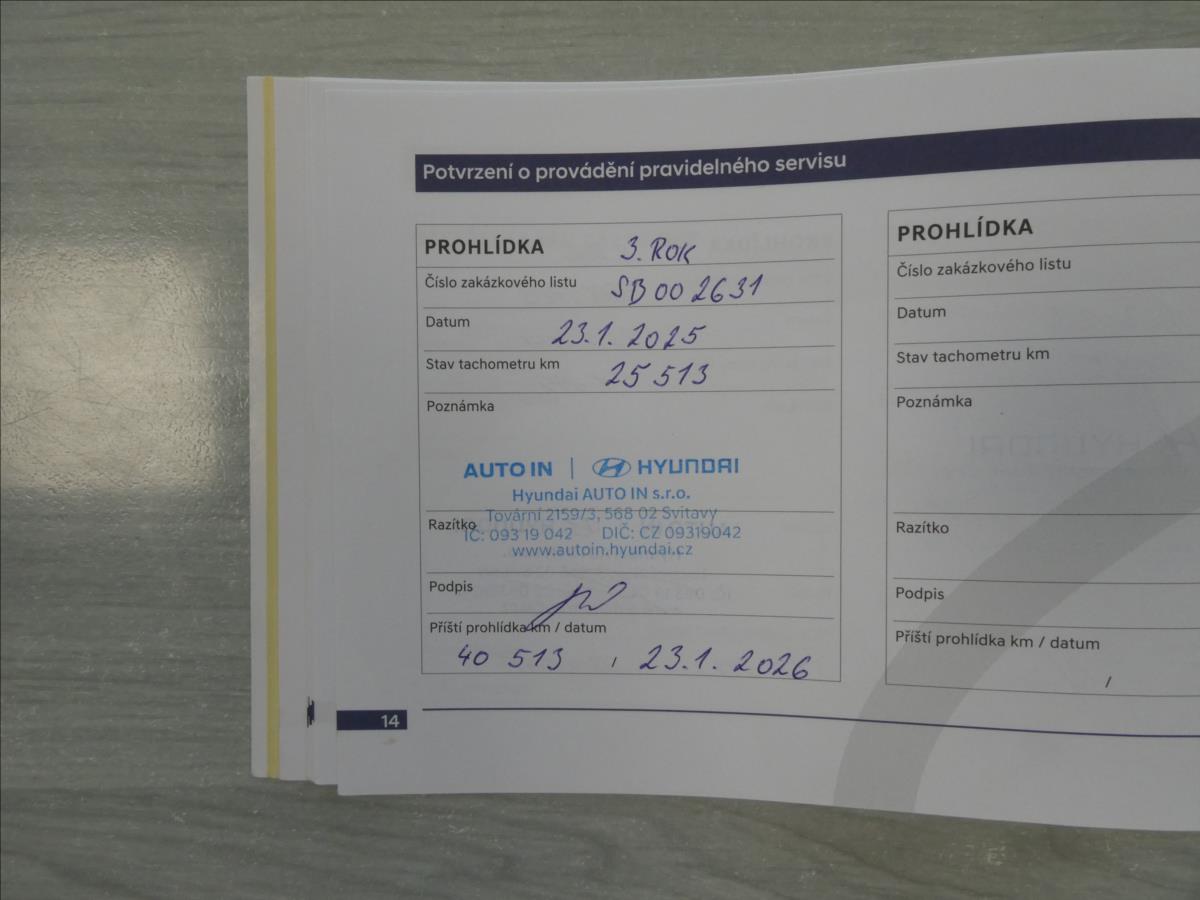 Potvrzení o provádění pravidelného servisu
PROHLÍDKA 3. ROK
Číslo zakázkového listu SB 00 2631
Datum 23.1. 2025
Stav tachometru km 25 513
Poznámka
AUTO IN | HYUNDAI
Hyundai AUTO IN s.r.o.
Tovární 2159/3, 568 02 Svitavy
Razítko
IČ: 093 19 042 DIČ: CZ 09319042
www.autoin.hyundai.cz
Podpis
Příští prohlídka km / datum
40 513 / 23.1. 2026
14
PROHLÍDKA
Číslo zakázkového listu
Datum
Stav tachometru km
Poznámka
Razítko
Podpis
Příští prohlídka km / datum
/